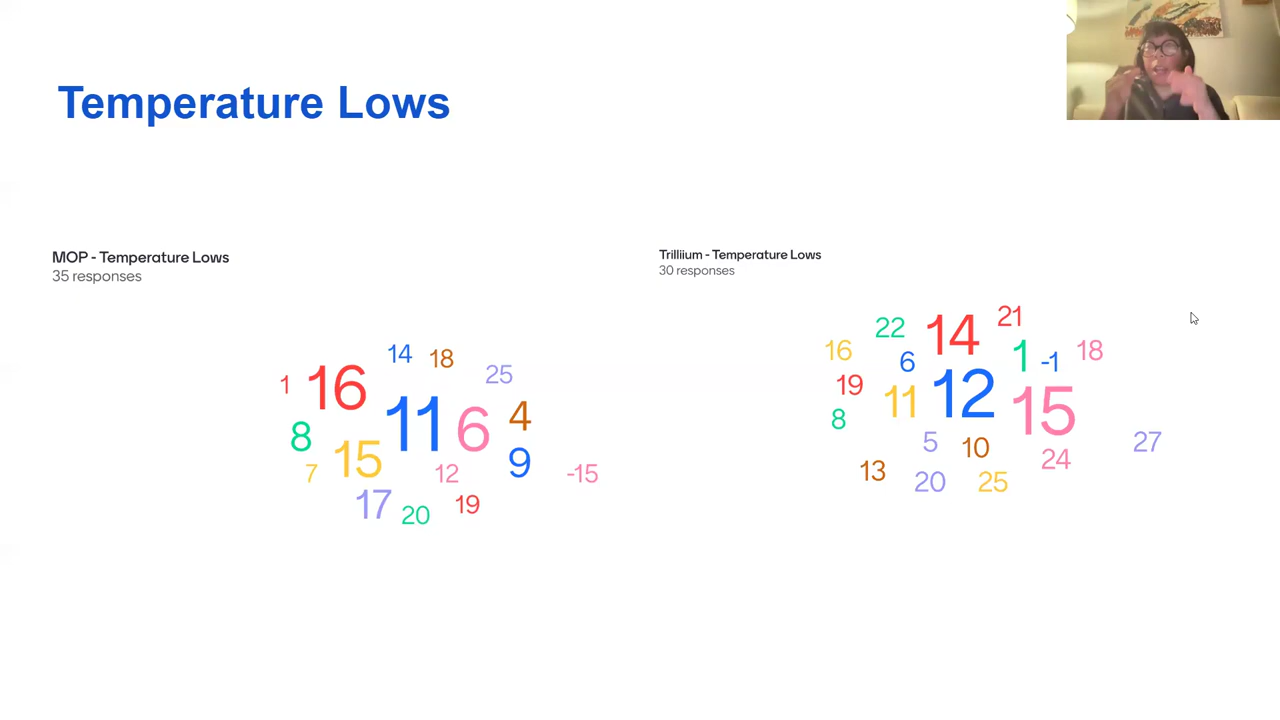 Temperature Lows
MOP - Temperature Lows
35 responses
14 18
1 16 25
11 6 4
8 15 9
7 12 -15
17 20 19
Trilliium - Temperature Lows
30 responses
22 14 21
16 6 1 -1 18
19 11 12 15
8
5 10 24 27
13 20 25